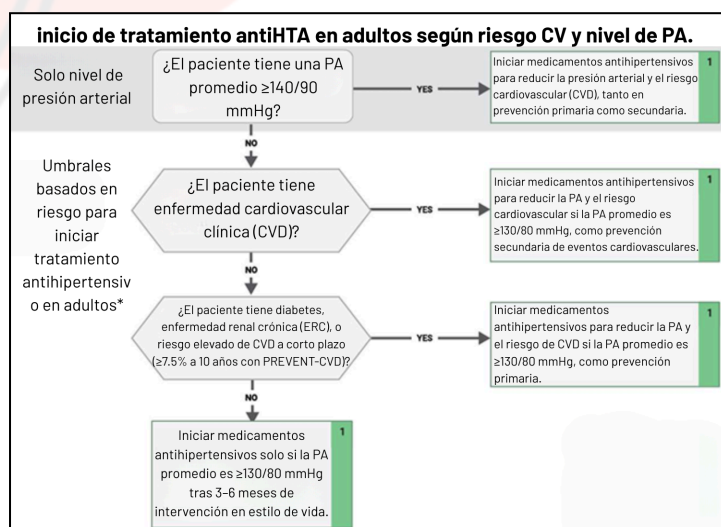 inicio de tratamiento antiHTA en adultos según riesgo CV y nivel de PA.
Solo nivel de
presión arterial
¿El paciente tiene una PA
promedio ≥140/90
mmHg?
YES
Iniciar medicamentos antihipertensivos
para reducir la presión arterial y el riesgo
cardiovascular (CVD), tanto en
prevención primaria como secundaria.
1
NO
Umbrales
basados en
riesgo para
iniciar
tratamiento
antihipertensiv
o en adultos*
¿El paciente tiene
enfermedad cardiovascular
clínica (CVD)?
YES
Iniciar medicamentos antihipertensivos
para reducir la PA y el riesgo
cardiovascular si la PA promedio es
≥130/80 mmHg, como prevención
secundaria de eventos cardiovasculares.
1
NO
¿El paciente tiene diabetes,
enfermedad renal crónica (ERC), o
riesgo elevado de CVD a corto plazo
(≥7.5% a 10 años con PREVENT-CVD)?
YES
Iniciar medicamentos
antihipertensivos para reducir la PA y
el riesgo de CVD si la PA promedio es
≥130/80 mmHg, como prevención
primaria.
1
NO
Iniciar medicamentos
antihipertensivos solo si la PA
promedio es ≥130/80 mmHg
tras 3–6 meses de
intervención en estilo de vida.
1